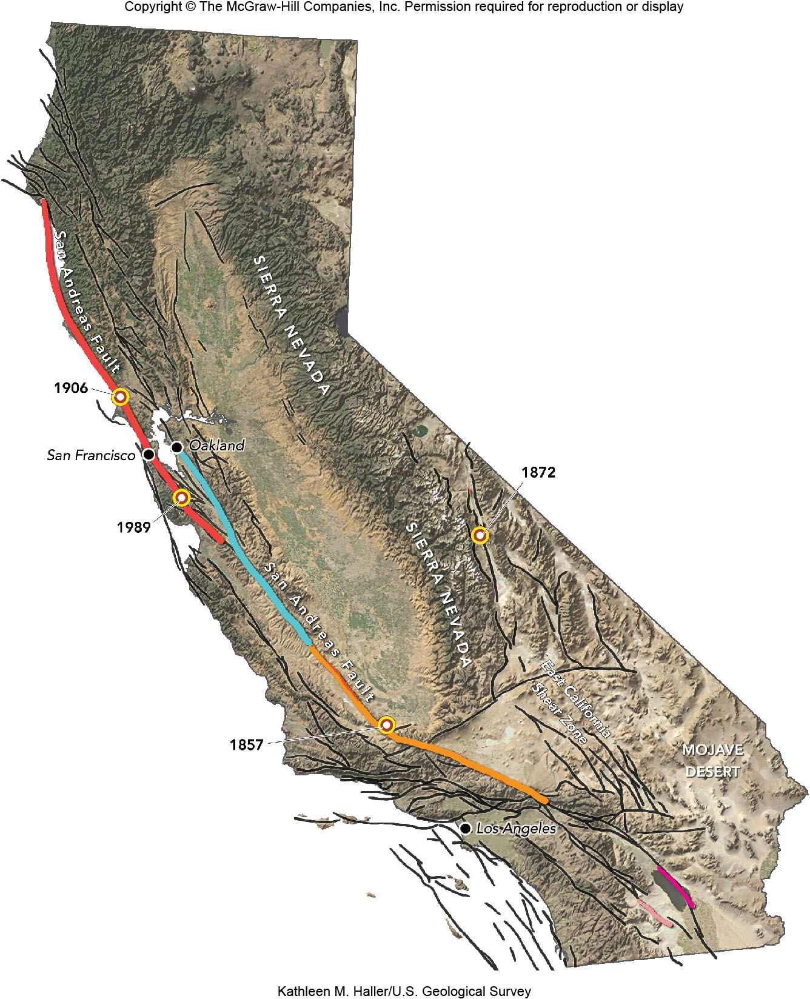 Copyright © The McGraw-Hill Companies, Inc. Permission required for reproduction or display
San Andreas Fault
SIERRA NEVADA
1906
San Francisco
Oakland
1872
1989
SIERRA NEVADA
San Andreas Fault
East California
Shear Zone
1857
MOJAVE
DESERT
Los Angeles
Kathleen M. Haller/U.S. Geological Survey